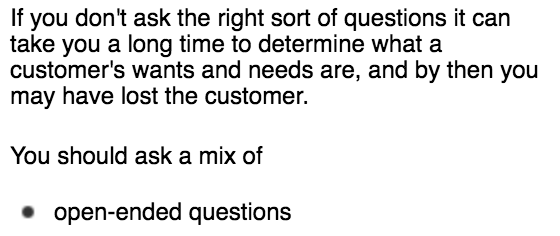 If you don't ask the right sort of questions it can
take you a long time to determine what a
customer's wants and needs are, and by then you
may have lost the customer.
You should ask a mix of
• open-ended questions